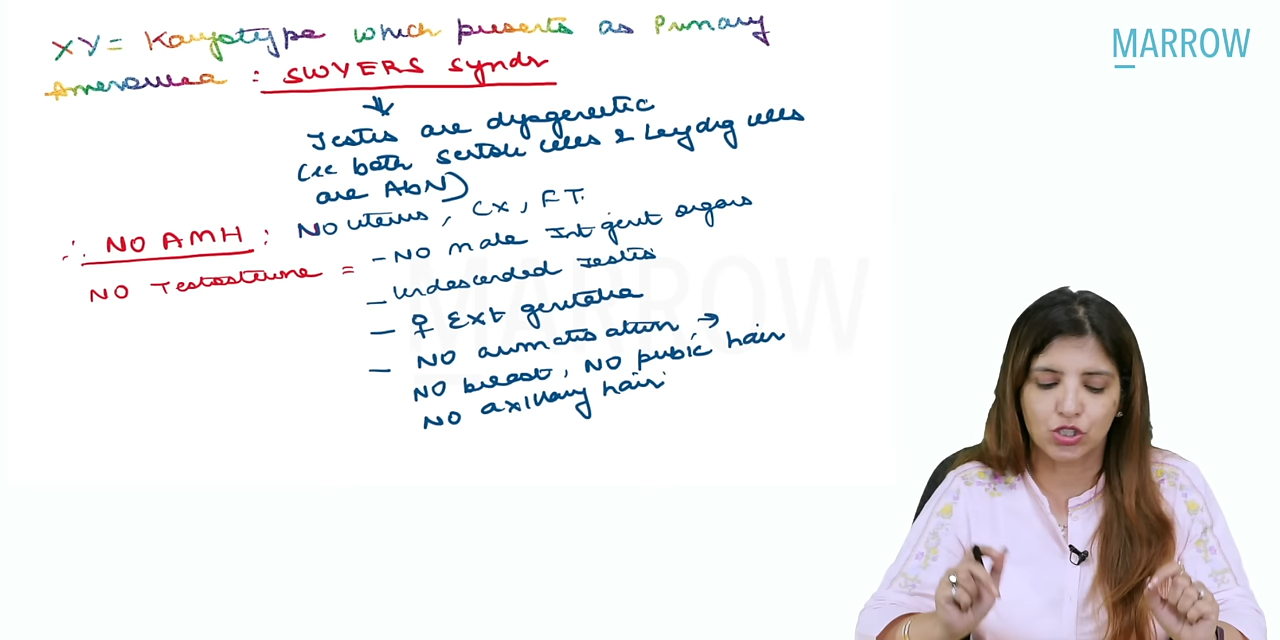 XY = Karyotype which presents as Primary
MARROW
Amenorrhea : SWYERS syndr
Testis are dysgenetic
(ie both sertoli cells & Leydig cells
are AbN)
∴ NO AMH : NO uterus, Cx, F.T.
NO Testosterone = - NO male Int genit organs
- Undescended Testis
- ♀ Ext genitalia
- NO aromatisation →
NO breast, NO pubic hair
NO axillary hair
MARROW